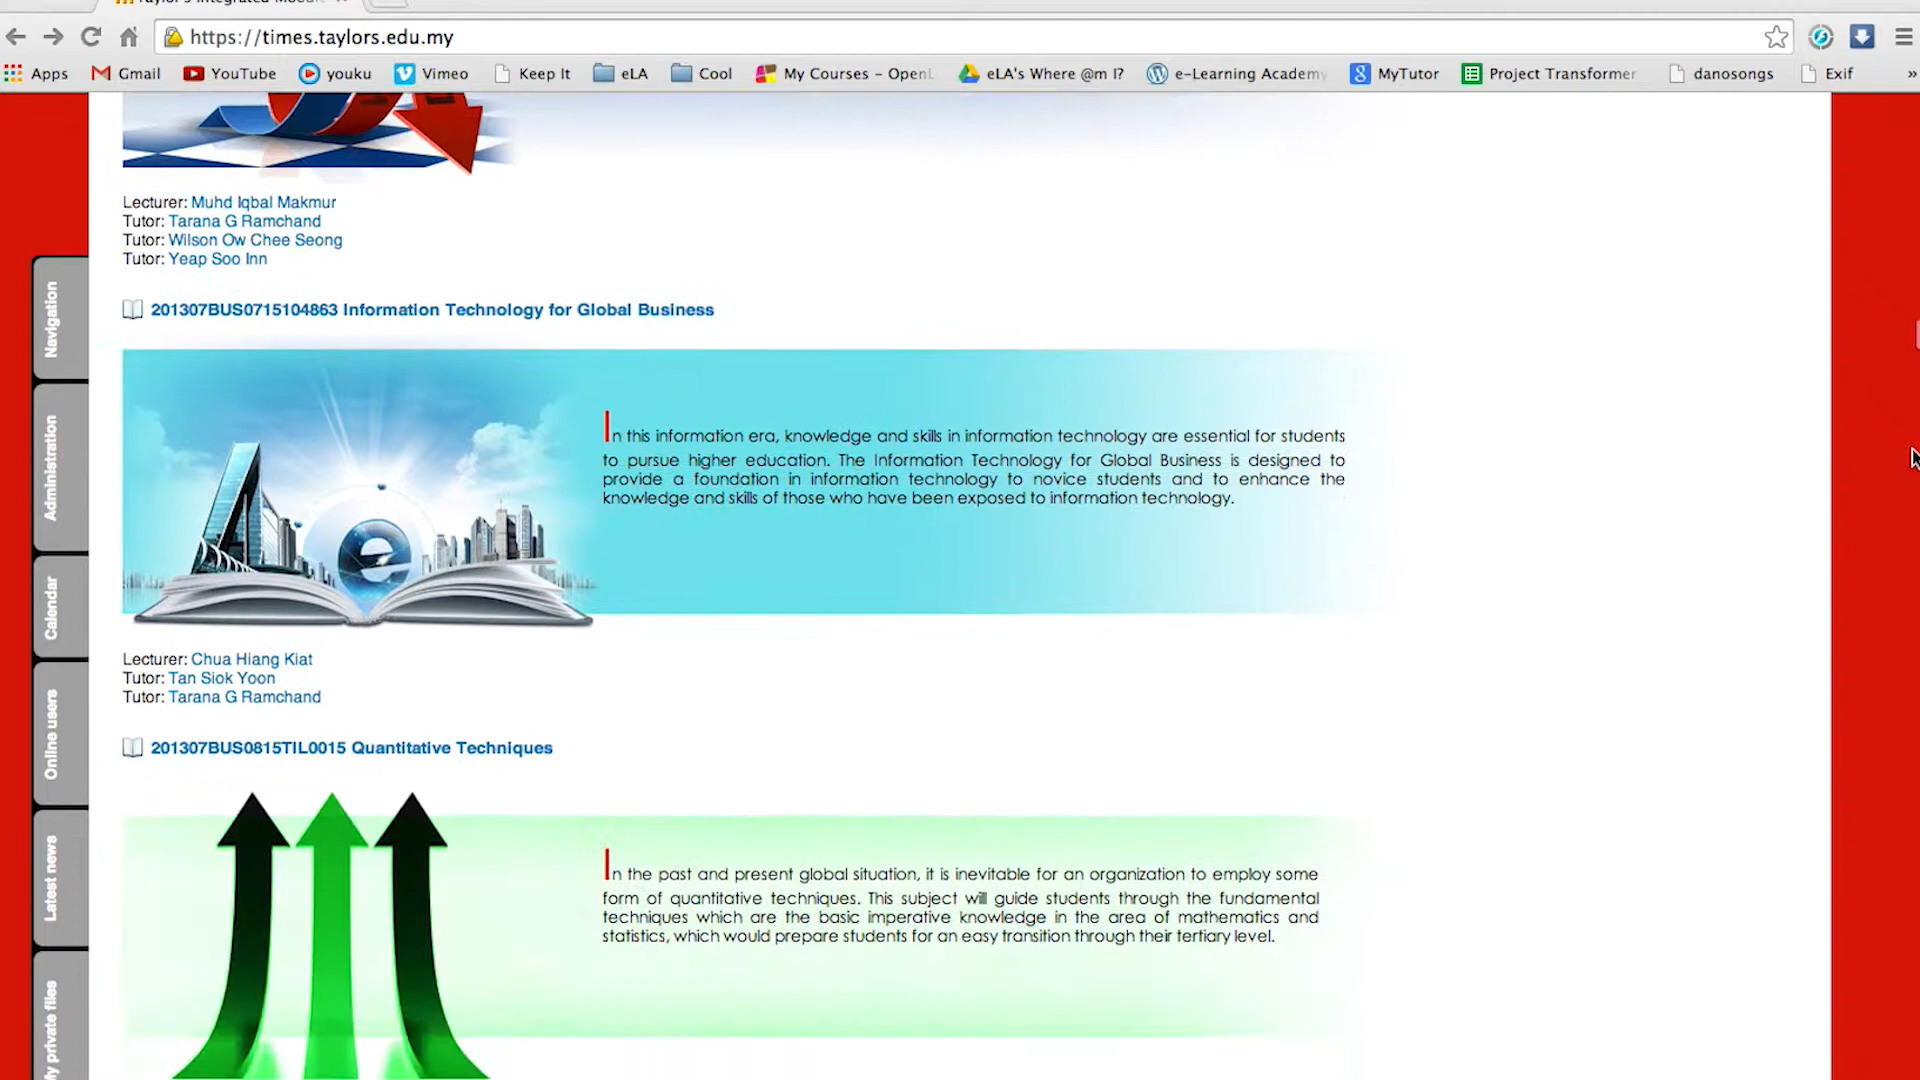 https://times.taylors.edu.my
Apps Gmail YouTube youku Vimeo Keep It eLA Cool My Courses – OpenL eLA's Where @m I? e-Learning Academy MyTutor Project Transformer danosongs Exif »
Lecturer: Muhd Iqbal Makmur
Tutor: Tarana G Ramchand
Tutor: Wilson Ow Chee Seong
Tutor: Yeap Soo Inn
201307BUS0715104863 Information Technology for Global Business
In this information era, knowledge and skills in information technology are essential for students
to pursue higher education. The Information Technology for Global Business is designed to
provide a foundation in information technology to novice students and to enhance the
knowledge and skills of those who have been exposed to information technology.
e
Lecturer: Chua Hiang Kiat
Tutor: Tan Siok Yoon
Tutor: Tarana G Ramchand
201307BUS0815TIL0015 Quantitative Techniques
In the past and present global situation, it is inevitable for an organization to employ some
form of quantitative techniques. This subject will guide students through the fundamental
techniques which are the basic imperative knowledge in the area of mathematics and
statistics, which would prepare students for an easy transition through their tertiary level.
Navigation
Administration
Calendar
Online users
Latest news
My private files